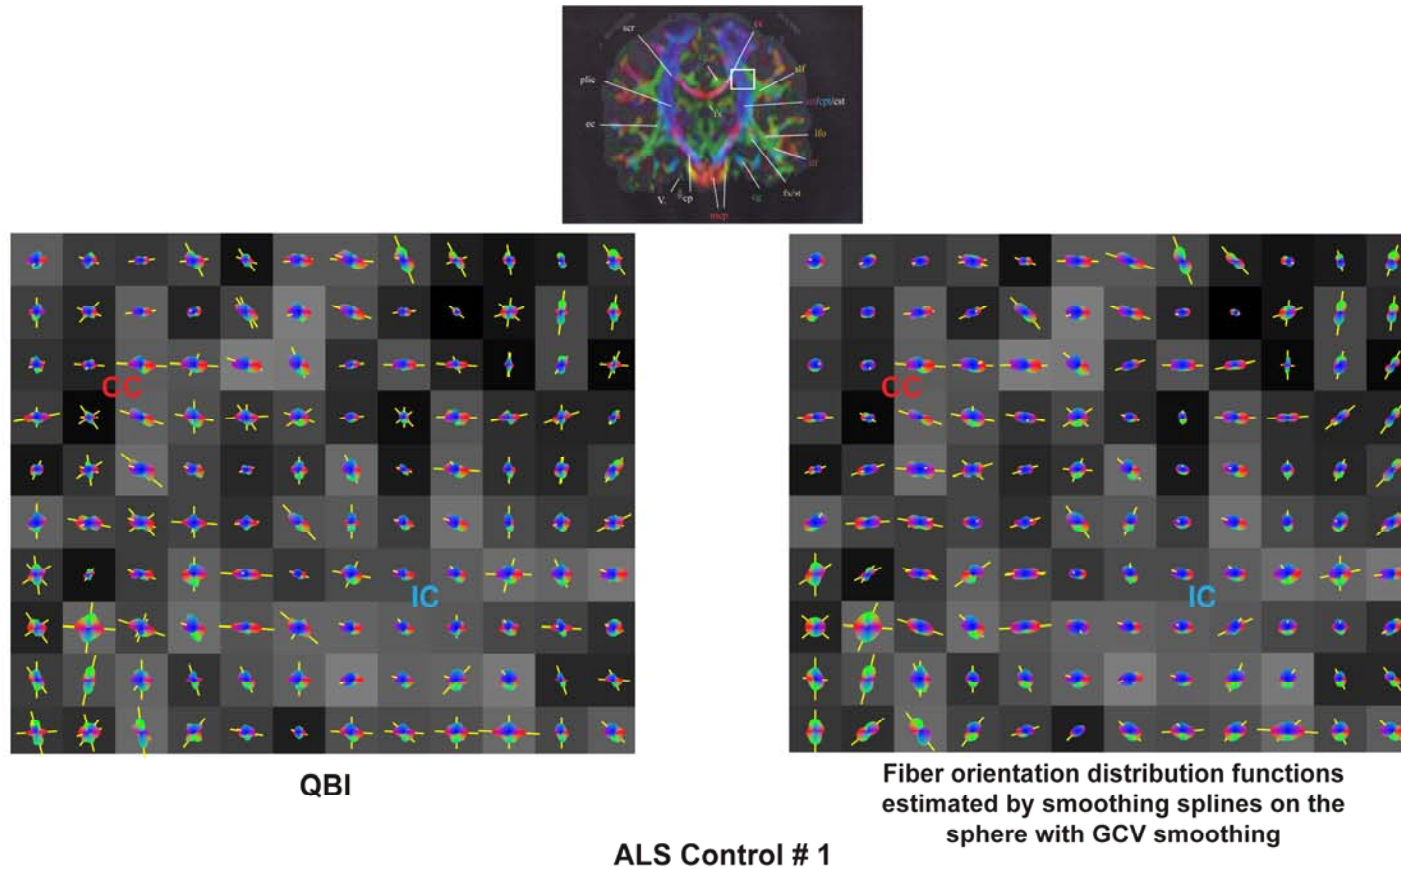 scr
cc
plic
slf
/cpt/cst
ec
fx
ifo
ilf
fx/st
V.
cp
cg
mcp
CC
CC
IC
IC
QBI
Fiber orientation distribution functions
estimated by smoothing splines on the
sphere with GCV smoothing
ALS Control # 1